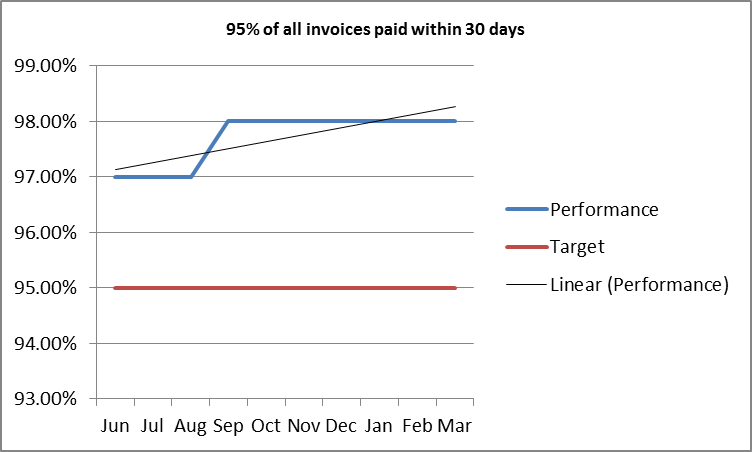 95% of all invoices paid within 30 days
99.00%
98.00%
97.00%
96.00%
95.00%
94.00%
93.00%
Jun Jul Aug Sep Oct Nov Dec Jan Feb Mar
Performance
Target
Linear (Performance)